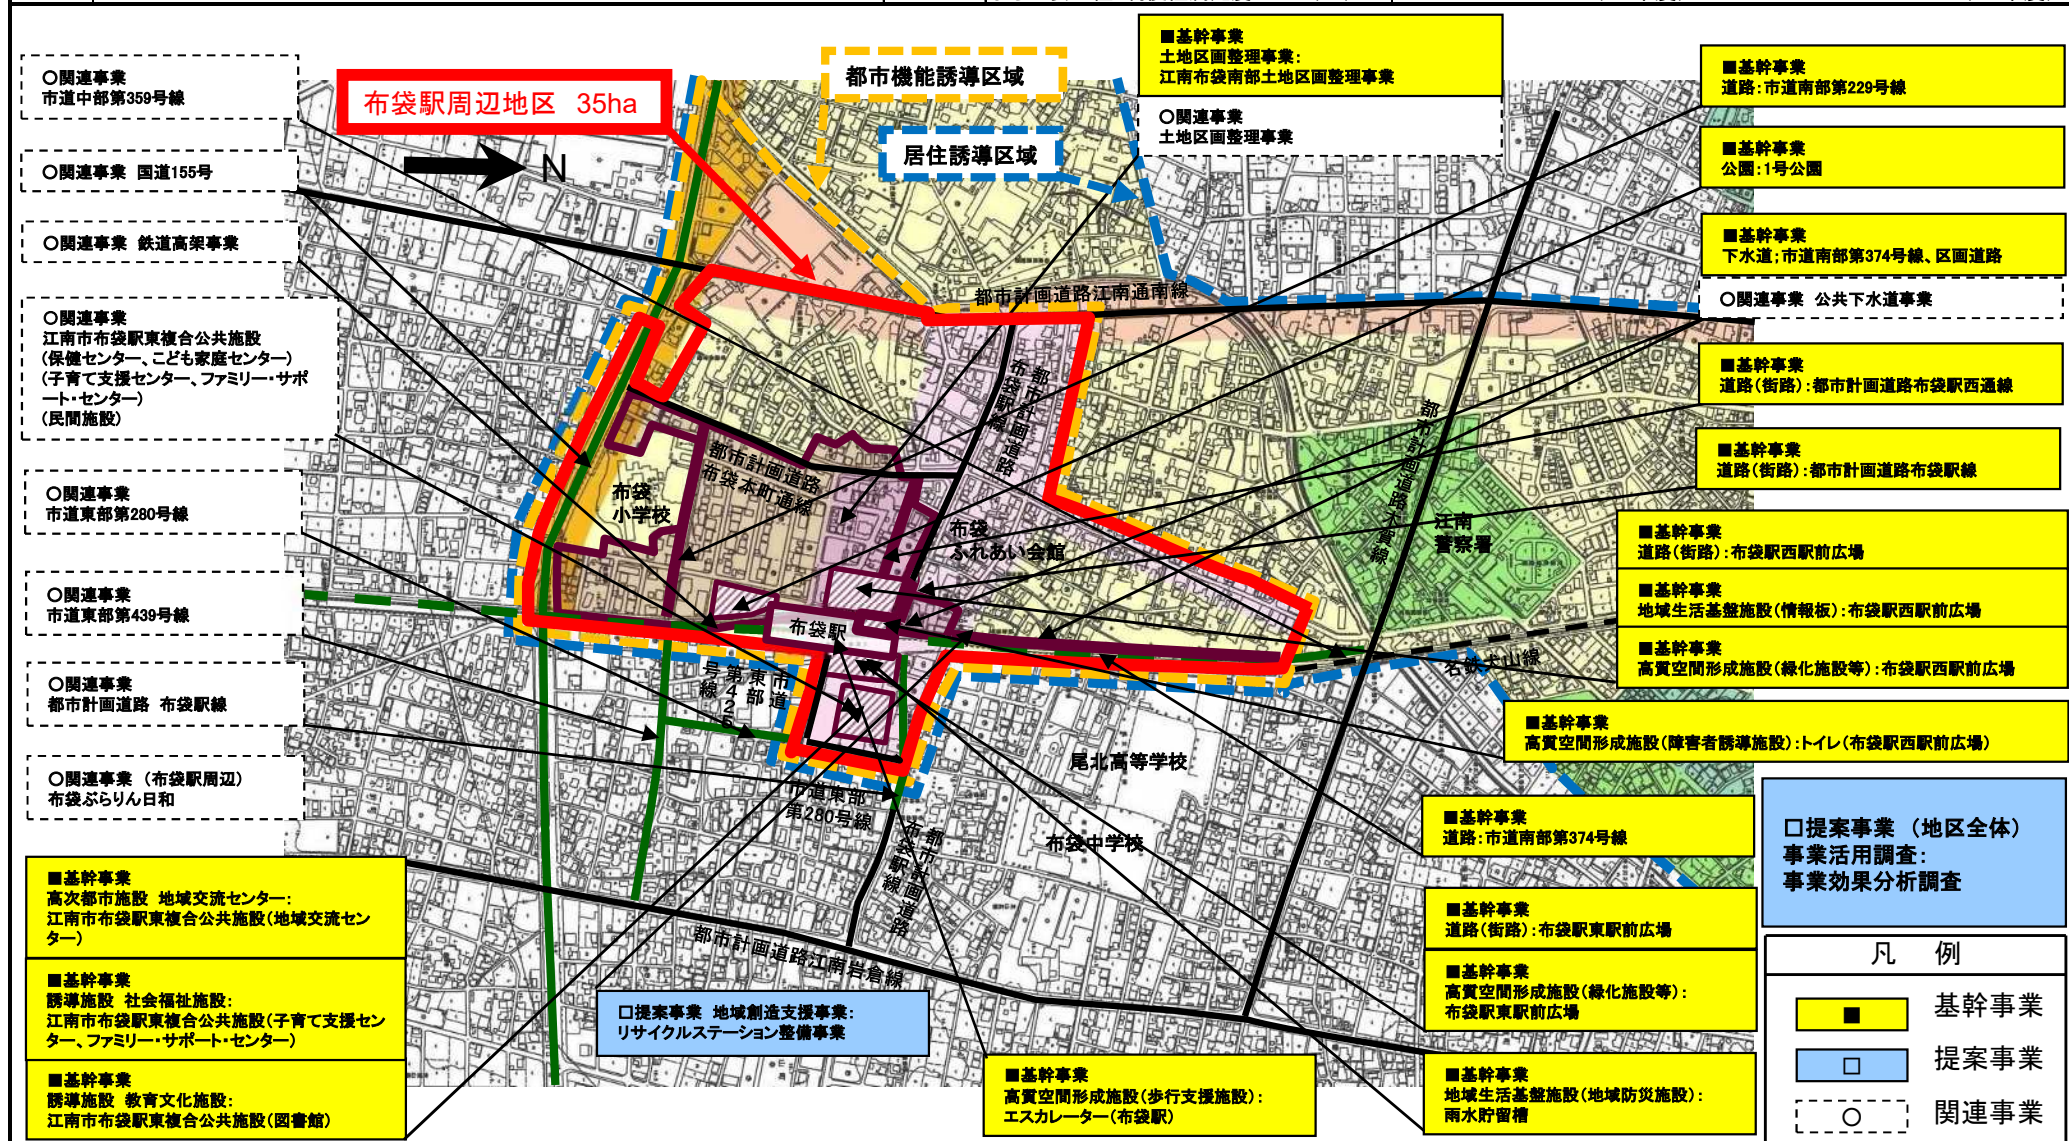 ○関連事業
市道中部第359号線
○関連事業 国道155号
○関連事業 鉄道高架事業
○関連事業
江南市布袋駅東複合公共施設
(保健センター、こども家庭センター)
(子育て支援センター、ファミリー・サポ
ート・センター)
(民間施設)
○関連事業
市道東部第280号線
○関連事業
市道東部第439号線
○関連事業
都市計画道路 布袋駅線
○関連事業 (布袋駅周辺)
布袋ぷらりん日和
■基幹事業
高次都市施設 地域交流センター:
江南市布袋駅東複合公共施設(地域交流セン
ター)
■基幹事業
誘導施設 社会福祉施設:
江南市布袋駅東複合公共施設(子育て支援セン
ター、ファミリー・サポート・センター)
■基幹事業
誘導施設 教育文化施設:
江南市布袋駅東複合公共施設(図書館)
布袋駅周辺地区 35ha
N
都市機能誘導区域
居住誘導区域
■基幹事業
土地区画整理事業:
江南布袋南部土地区画整理事業
○関連事業
土地区画整理事業
都市計画道路江南通南線
都市計画道路
布袋駅線
都市計画道路
布袋本町通線
布袋
小学校
布袋
ふれあい会館
都市計画道路大賀線
江南
警察署
布袋駅
名鉄犬山線
市道
東部
第425
号線
尾北高等学校
市道東部
第280号線
都市計画道路
布袋駅線
布袋中学校
都市計画道路江南岩倉線
□提案事業 地域創造支援事業:
リサイクルステーション整備事業
■基幹事業
高質空間形成施設(歩行支援施設):
エスカレーター(布袋駅)
■基幹事業
道路:市道南部第229号線
■基幹事業
公園:1号公園
■基幹事業
下水道:市道南部第374号線、区画道路
○関連事業 公共下水道事業
■基幹事業
道路(街路):都市計画道路布袋駅西通線
■基幹事業
道路(街路):都市計画道路布袋駅線
■基幹事業
道路(街路):布袋駅西駅前広場
■基幹事業
地域生活基盤施設(情報板):布袋駅西駅前広場
■基幹事業
高質空間形成施設(緑化施設等):布袋駅西駅前広場
■基幹事業
高質空間形成施設(障害者誘導施設):トイレ(布袋駅西駅前広場)
■基幹事業
道路:市道南部第374号線
■基幹事業
道路(街路):布袋駅東駅前広場
■基幹事業
高質空間形成施設(緑化施設等):
布袋駅東駅前広場
■基幹事業
地域生活基盤施設(地域防災施設):
雨水貯留槽
□提案事業 (地区全体)
事業活用調査:
事業効果分析調査
凡 例
■ 基幹事業
□ 提案事業
○ 関連事業